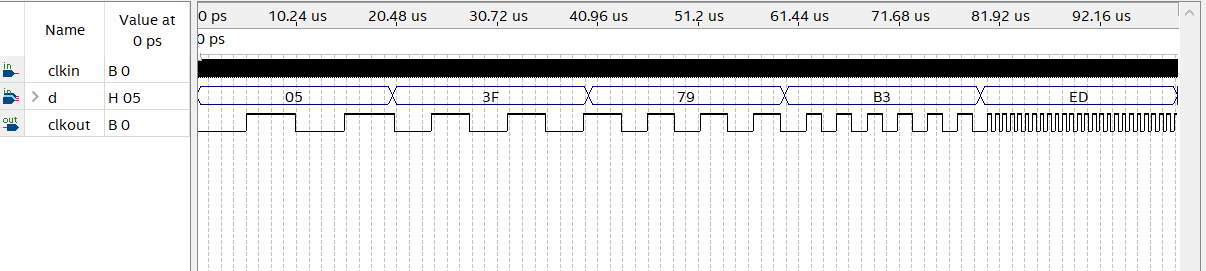 Name
Value at
0 ps
0 ps
10.24 us
20.48 us
30.72 us
40.96 us
51.2 us
61.44 us
71.68 us
81.92 us
92.16 us
0 ps
in
clkin
B 0
in
d
H 05
05
3F
79
B3
ED
out
clkout
B 0